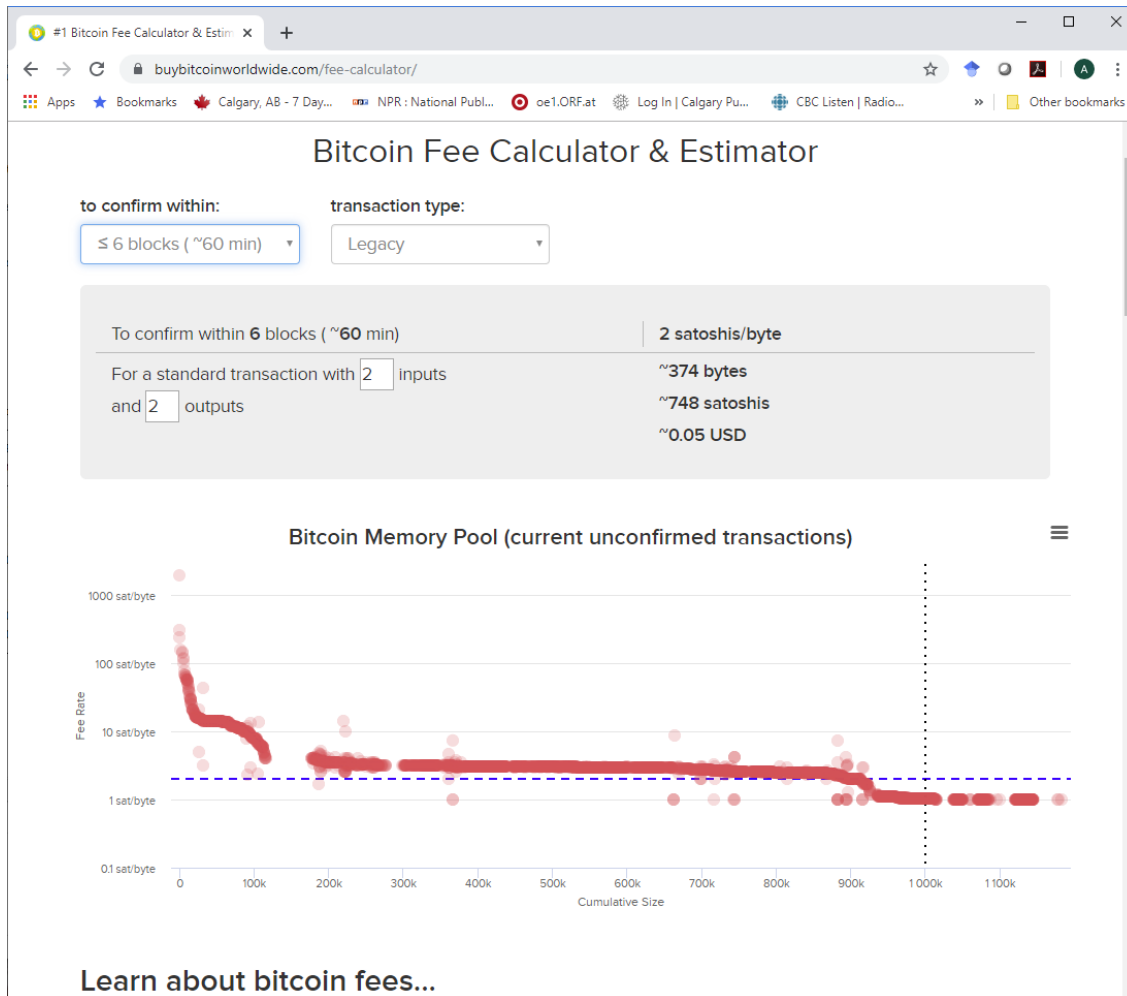 #1 Bitcoin Fee Calculator & Estim
buybitcoinworldwide.com/fee-calculator/
A
Apps Bookmarks Calgary, AB - 7 Day... NPR : National Publ... oe1.ORF.at Log In | Calgary Pu... CBC Listen | Radio... » Other bookmarks
Bitcoin Fee Calculator & Estimator
to confirm within: transaction type:
≤ 6 blocks ( ~60 min) Legacy
To confirm within 6 blocks ( ~60 min) 2 satoshis/byte
For a standard transaction with 2 inputs ~374 bytes
and 2 outputs ~748 satoshis
~0.05 USD
Bitcoin Memory Pool (current unconfirmed transactions)
1000 sat/byte
100 sat/byte
10 sat/byte
1 sat/byte
0.1 sat/byte
Fee Rate
0 100k 200k 300k 400k 500k 600k 700k 800k 900k 1 000k 1 100k
Cumulative Size
Learn about bitcoin fees...